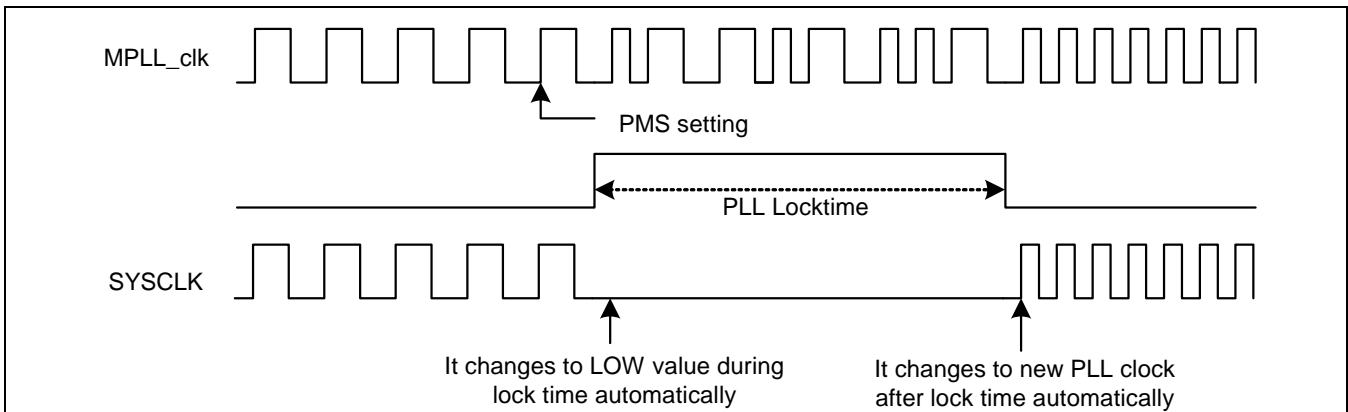 MPLL_clk
PMS setting
PLL Locktime
SYSCLK
It changes to LOW value during
lock time automatically
It changes to new PLL clock
after lock time automatically